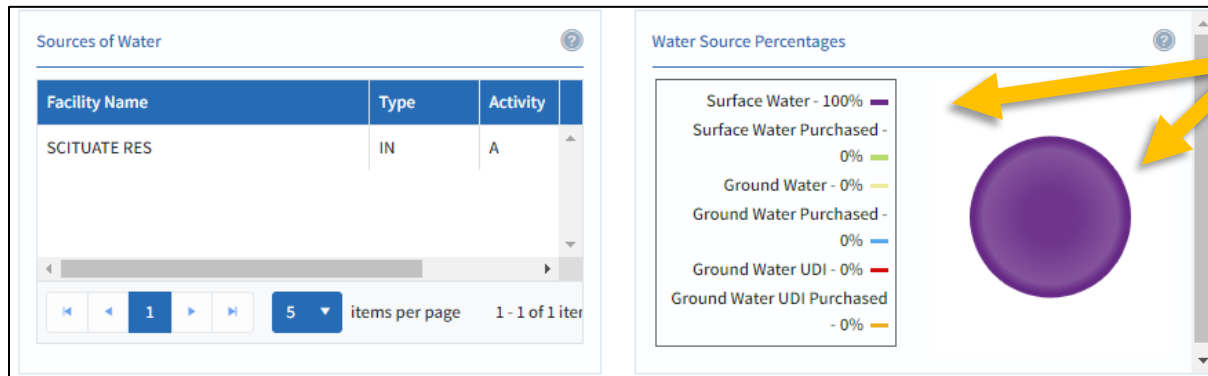 Sources of Water
Facility Name Type Activity
SCITUATE RES IN A
1 5 items per page 1 - 1 of 1 iter
Water Source Percentages
Surface Water - 100%
Surface Water Purchased -
0%
Ground Water - 0%
Ground Water Purchased -
0%
Ground Water UDI - 0%
Ground Water UDI Purchased
- 0%